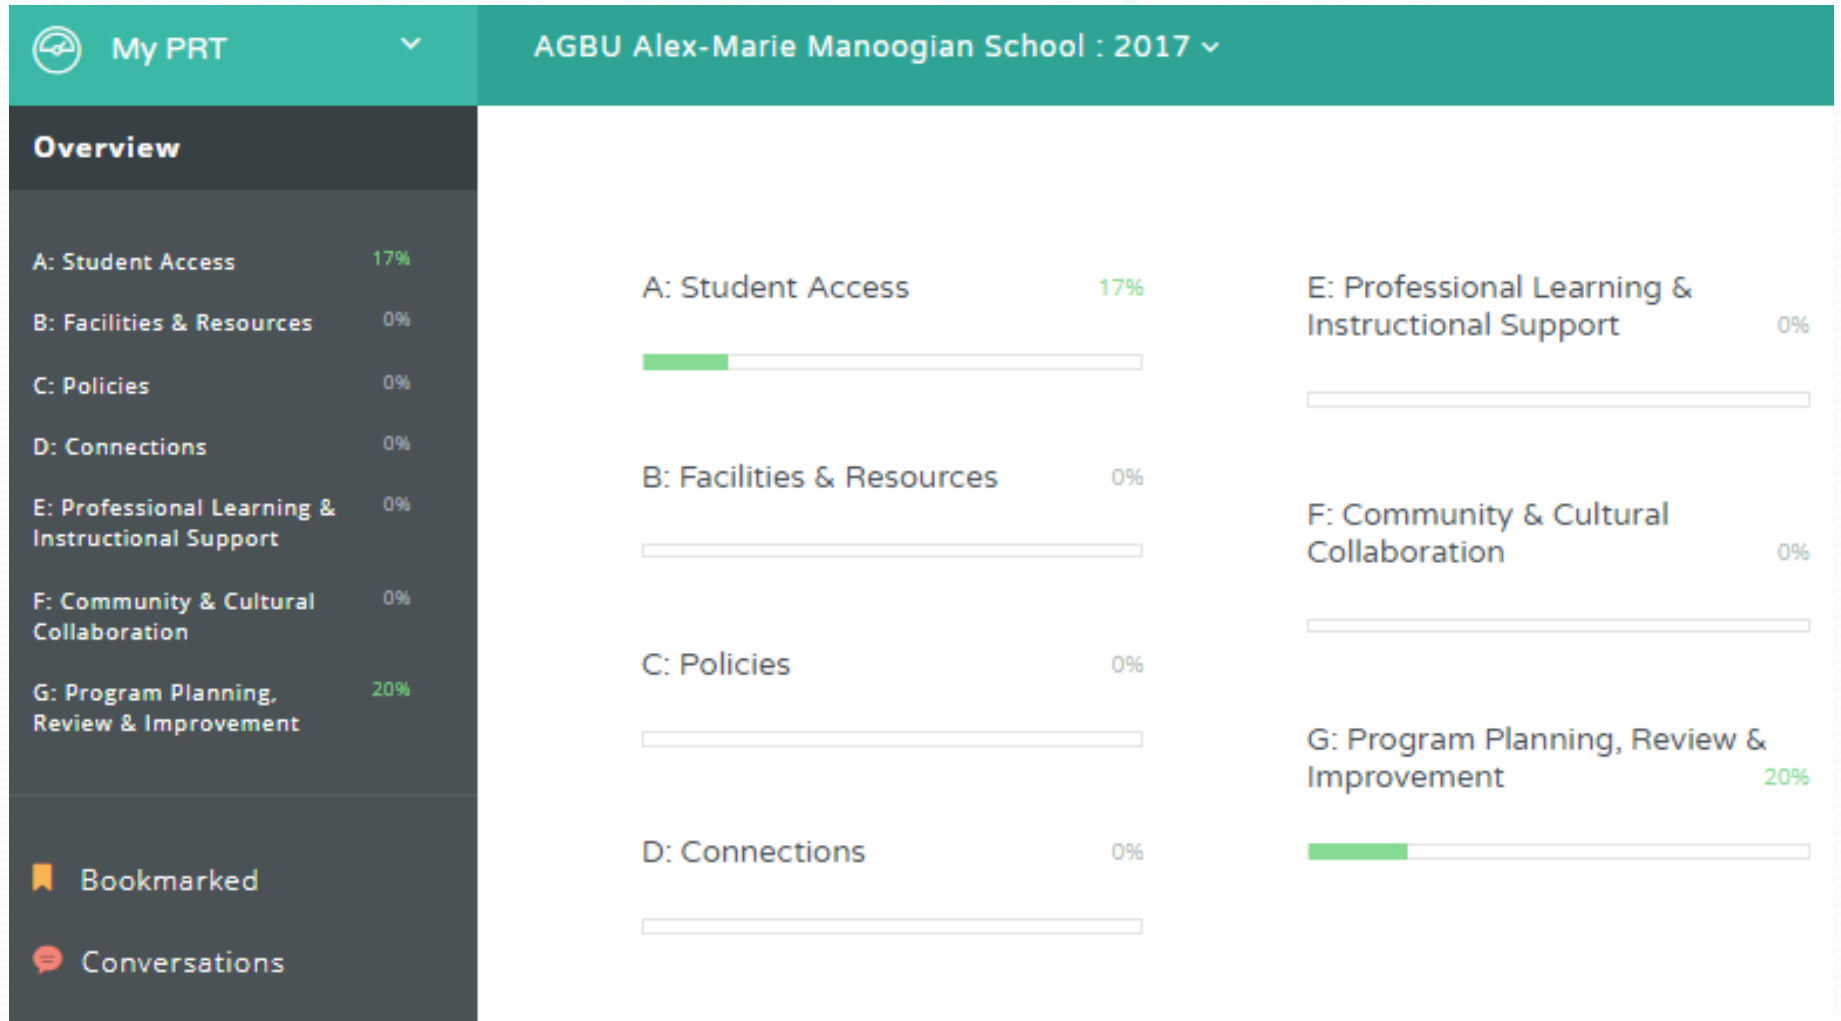 My PRT
AGBU Alex-Marie Manoogian School : 2017
Overview
A: Student Access 17%
B: Facilities & Resources 0%
C: Policies 0%
D: Connections 0%
E: Professional Learning & 0%
Instructional Support
F: Community & Cultural 0%
Collaboration
G: Program Planning, 20%
Review & Improvement
Bookmarked
Conversations
A: Student Access 17%
B: Facilities & Resources 0%
C: Policies 0%
D: Connections 0%
E: Professional Learning &
Instructional Support 0%
F: Community & Cultural
Collaboration 0%
G: Program Planning, Review &
Improvement 20%